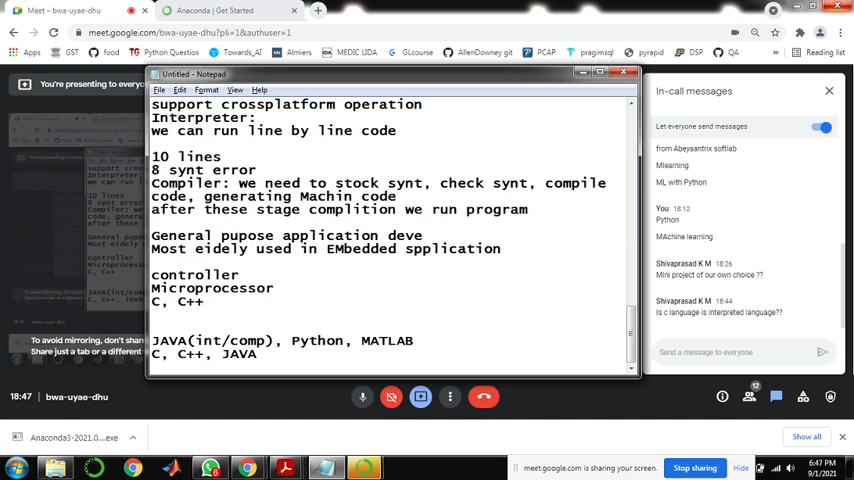 Meet – bwa-uyae-dhu
Anaconda | Get Started
meet.google.com/bwa-uyae-dhu?pli=1&authuser=1
Apps
GCT
football
TG
Python Questions
Towards_AI
Almiers
MEDIC LIDA
GLcourse
AllenDowney git
PCAP
pragimsql
pyrapid
DSP
QA
Reading list
You're presenting to everyone
Untitled - Notepad
File Edit Format View Help
support crossplatform operation
Interpreter:
we can run line by line code
10 lines
8 synt error
Compiler: we need to stock synt, check synt, compile
code, generating Machin code
after these stage complition we run program
General pupose application deve
Most eidely used in EMbedded spplication
controller
Microprocessor
C, C++
JAVA(int/comp), Python, MATLAB
C, C++, JAVA
To avoid mirroring, don't shar
Share just a tab or a different
In-call messages
Let everyone send messages
from Abeyaantrix softlab
Mlearning
ML with Python
You 18:12
Python
MAchine learning
Shivaprasad K M 18:26
Mini project of our own choice ??
Shivaprasad K M 18:44
Is c language is interpreted language??
Send a message to everyone
18:47 bwa-uyae-dhu
12
Anaconda3-2021.0....exe
Show all
meet.google.com is sharing your screen.
Stop sharing
Hide
6:47 PM
9/1/2021